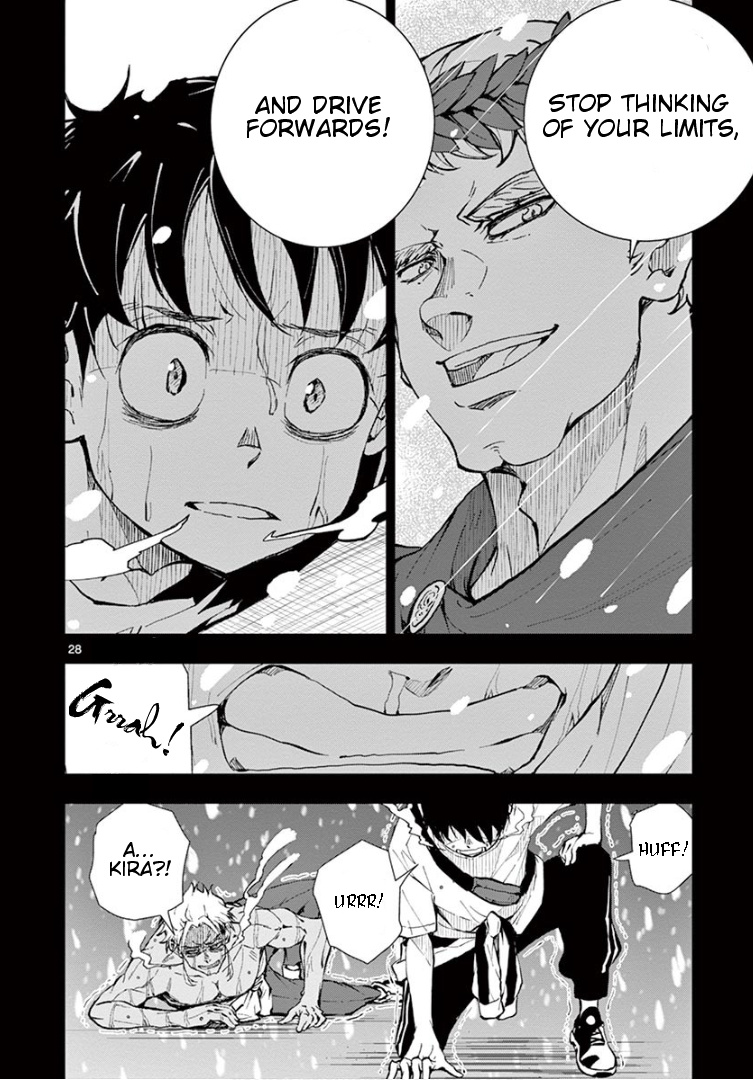 STOP THINKING
OF YOUR LIMITS,
AND DRIVE
FORWARDS!
28
Grrah!
HUFF!
URRR!
A...
KIRA?!